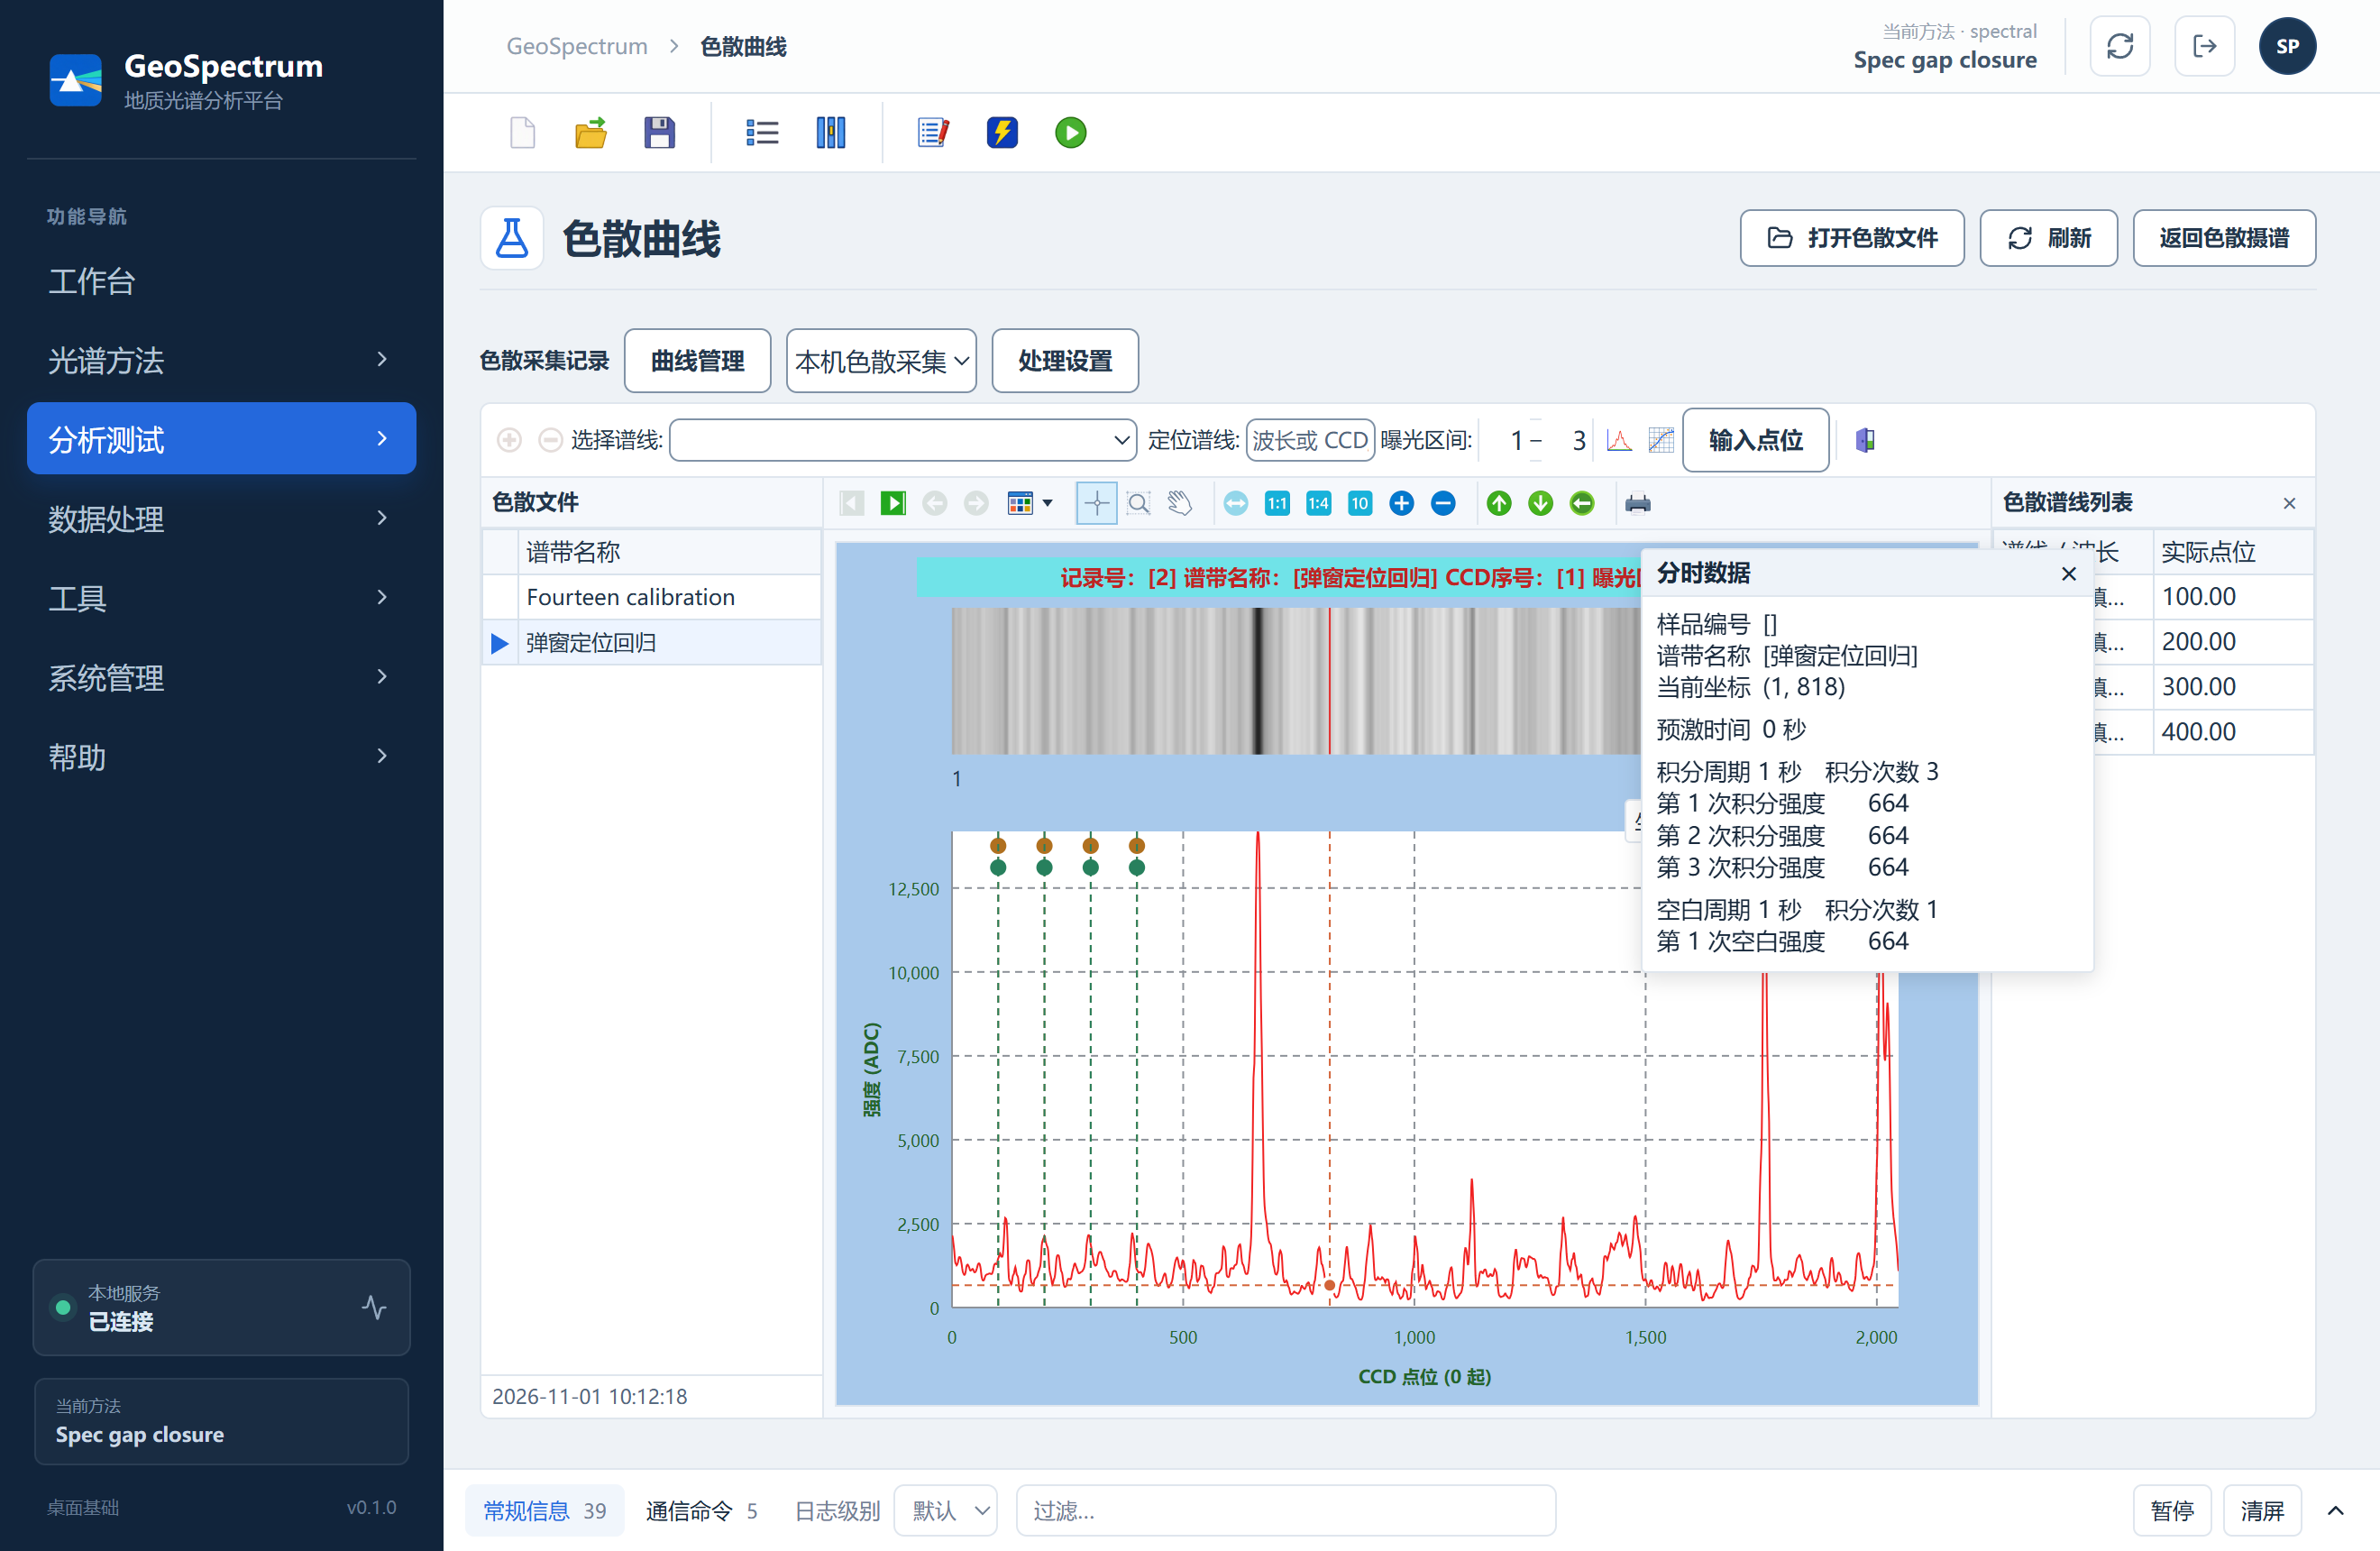 GeoSpectrum
地质光谱分析平台
功能导航
工作台
光谱方法
分析测试
数据处理
工具
系统管理
帮助
本地服务
已连接
当前方法
Spec gap closure
桌面基础 v0.1.0
GeoSpectrum 色散曲线
当前方法 · spectral
Spec gap closure
SP
色散曲线
打开色散文件 刷新 返回色散摄谱
色散采集记录 曲线管理 本机色散采集 处理设置
选择谱线: 定位谱线: 波长或 CCD 曝光区间: 1 – 3 输入点位
色散文件
1:1 1:4 10
色散谱线列表
谱带名称
Fourteen calibration
弹窗定位回归
2026-11-01 10:12:18
记录号：[2] 谱带名称：[弹窗定位回归] CCD序号：[1] 曝光
1
12,500
10,000
7,500
5,000
2,500
0
强度 (ADC)
0 500 1,000 1,500 2,000
CCD 点位 (0 起)
分时数据
样品编号 []
谱带名称 [弹窗定位回归]
当前坐标 (1, 818)
预激时间 0 秒
积分周期 1 秒 积分次数 3
第 1 次积分强度 664
第 2 次积分强度 664
第 3 次积分强度 664
空白周期 1 秒 积分次数 1
第 1 次空白强度 664
实际点位
100.00
200.00
300.00
400.00
常规信息 39 通信命令 5 日志级别 默认 过滤... 暂停 清屏